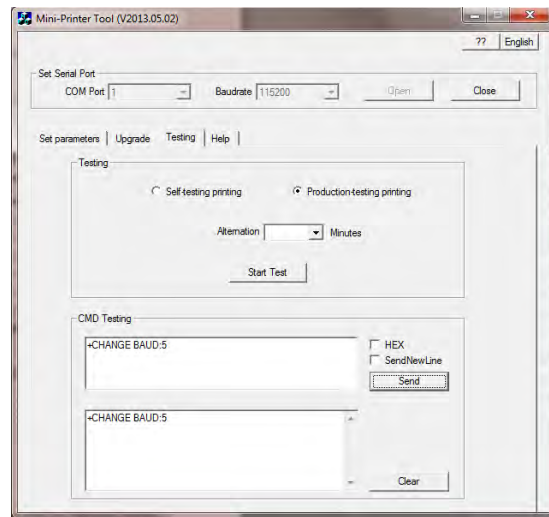 Mini-Printer Tool (V2013.05.02)
?? English
Set Serial Port
COM Port 1 Baudrate 115200 Open Close
Set parameters Upgrade Testing Help
Testing
Self-testing printing Production-testing printing
Alternation Minutes
Start Test
CMD Testing
+CHANGE BAUD:5
HEX
SendNewLine
Send
+CHANGE BAUD:5
Clear